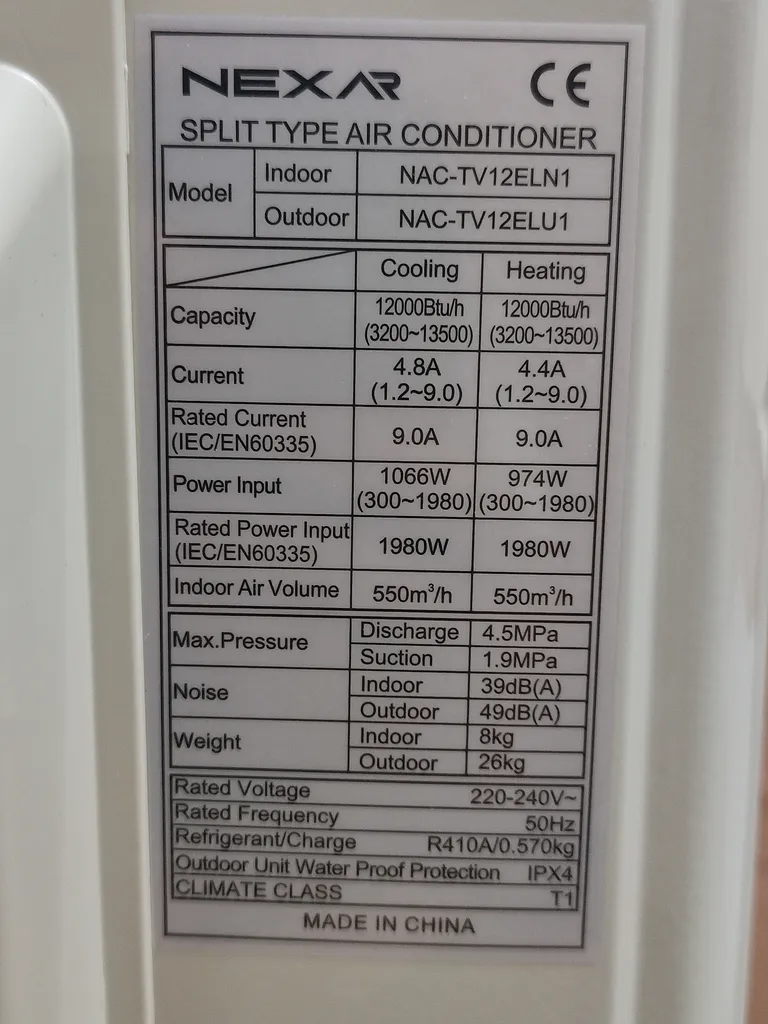 NEXAR CE
SPLIT TYPE AIR CONDITIONER
Model Indoor NAC-TV12ELN1
Outdoor NAC-TV12ELU1
Cooling Heating
Capacity 12000Btu/h (3200~13500) 12000Btu/h (3200~13500)
Current 4.8A (1.2~9.0) 4.4A (1.2~9.0)
Rated Current (IEC/EN60335) 9.0A 9.0A
Power Input 1066W (300~1980) 974W (300~1980)
Rated Power Input (IEC/EN60335) 1980W 1980W
Indoor Air Volume 550m³/h 550m³/h
Max.Pressure Discharge 4.5MPa
Suction 1.9MPa
Noise Indoor 39dB(A)
Outdoor 49dB(A)
Weight Indoor 8kg
Outdoor 26kg
Rated Voltage 220-240V~
Rated Frequency 50Hz
Refrigerant/Charge R410A/0.570kg
Outdoor Unit Water Proof Protection IPX4
CLIMATE CLASS T1
MADE IN CHINA